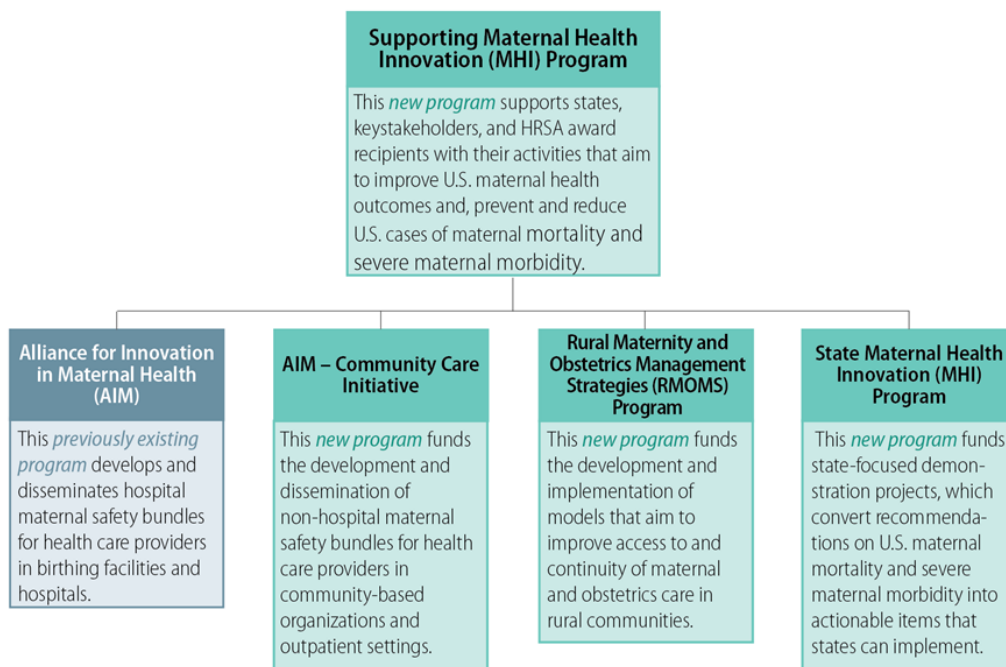 Supporting Maternal Health
Innovation (MHI) Program
This new program supports states,
keystakeholders, and HRSA award
recipients with their activities that aim
to improve U.S. maternal health
outcomes and, prevent and reduce
U.S. cases of maternal mortality and
severe maternal morbidity.
Alliance for Innovation
in Maternal Health
(AIM)
This previously existing
program develops and
disseminates hospital
maternal safety bundles
for health care providers
in birthing facilities and
hospitals.
AIM – Community Care
Initiative
This new program funds
the development and
dissemination of
non-hospital maternal
safety bundles for health
care providers in
community-based
organizations and
outpatient settings.
Rural Maternity and
Obstetrics Management
Strategies (RMOMS)
Program
This new program funds
the development and
implementation of
models that aim to
improve access to and
continuity of maternal
and obstetrics care in
rural communities.
State Maternal Health
Innovation (MHI)
Program
This new program funds
state-focused demon-
stration projects, which
convert recommenda-
tions on U.S. maternal
mortality and severe
maternal morbidity into
actionable items that
states can implement.